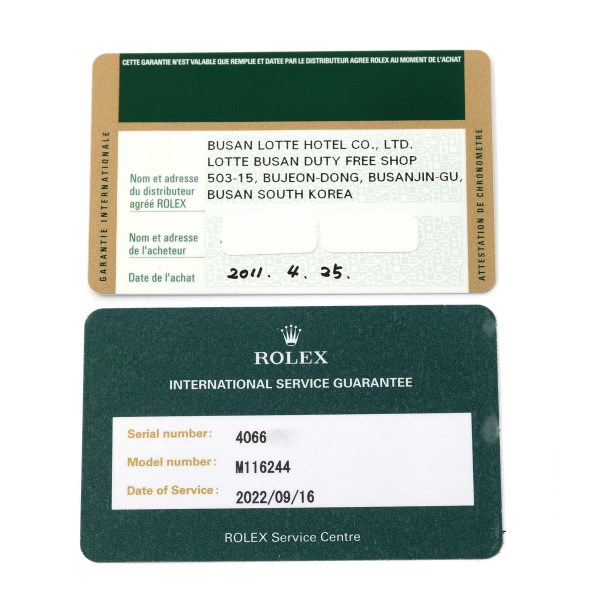 CETTE GARANTIE N'EST VALABLE QUE REMPLIE ET DATEE PAR LE DISTRIBUTEUR AGREE ROLEX AU MOMENT DE L'ACHAT
GARANTIE INTERNATIONALE
BUSAN LOTTE HOTEL CO., LTD.
LOTTE BUSAN DUTY FREE SHOP
503-15, BUJEON-DONG, BUSANJIN-GU,
BUSAN SOUTH KOREA
Nom et adresse
du distributeur
agréé ROLEX
Nom et adresse
de l'acheteur
Date de l'achat
2011. 4. 25.
ATTESTATION DE CHRONOMETRE
ROLEX
INTERNATIONAL SERVICE GUARANTEE
Serial number: 4066
Model number: M116244
Date of Service: 2022/09/16
ROLEX Service Centre